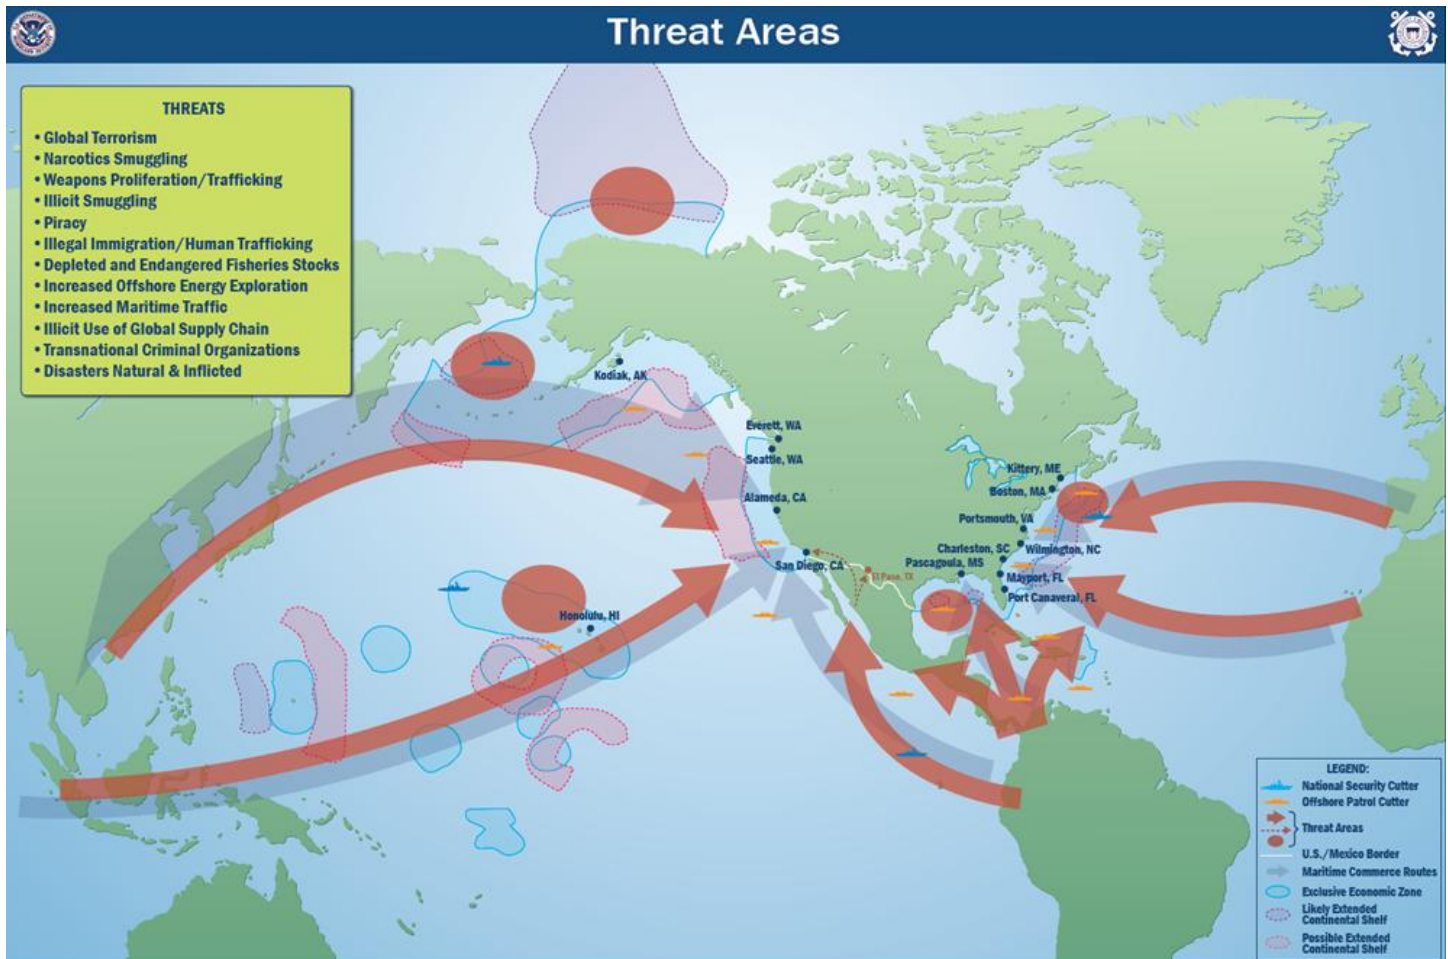 Threat Areas
THREATS
• Global Terrorism
• Narcotics Smuggling
• Weapons Proliferation/Trafficking
• Illicit Smuggling
• Piracy
• Illegal Immigration/Human Trafficking
• Depleted and Endangered Fisheries Stocks
• Increased Offshore Energy Exploration
• Increased Maritime Traffic
• Illicit Use of Global Supply Chain
• Transnational Criminal Organizations
• Disasters Natural & Inflicted
Kodiak, AK
Everett, WA
Seattle, WA
Alameda, CA
San Diego, CA
El Paso, TX
Honolulu, HI
Kittery, ME
Boston, MA
Portsmouth, VA
Charleston, SC
Wilmington, NC
Pascagoula, MS
Mayport, FL
Port Canaveral, FL
LEGEND:
National Security Cutter
Offshore Patrol Cutter
Threat Areas
U.S./Mexico Border
Maritime Commerce Routes
Exclusive Economic Zone
Likely Extended
Continental Shelf
Possible Extended
Continental Shelf